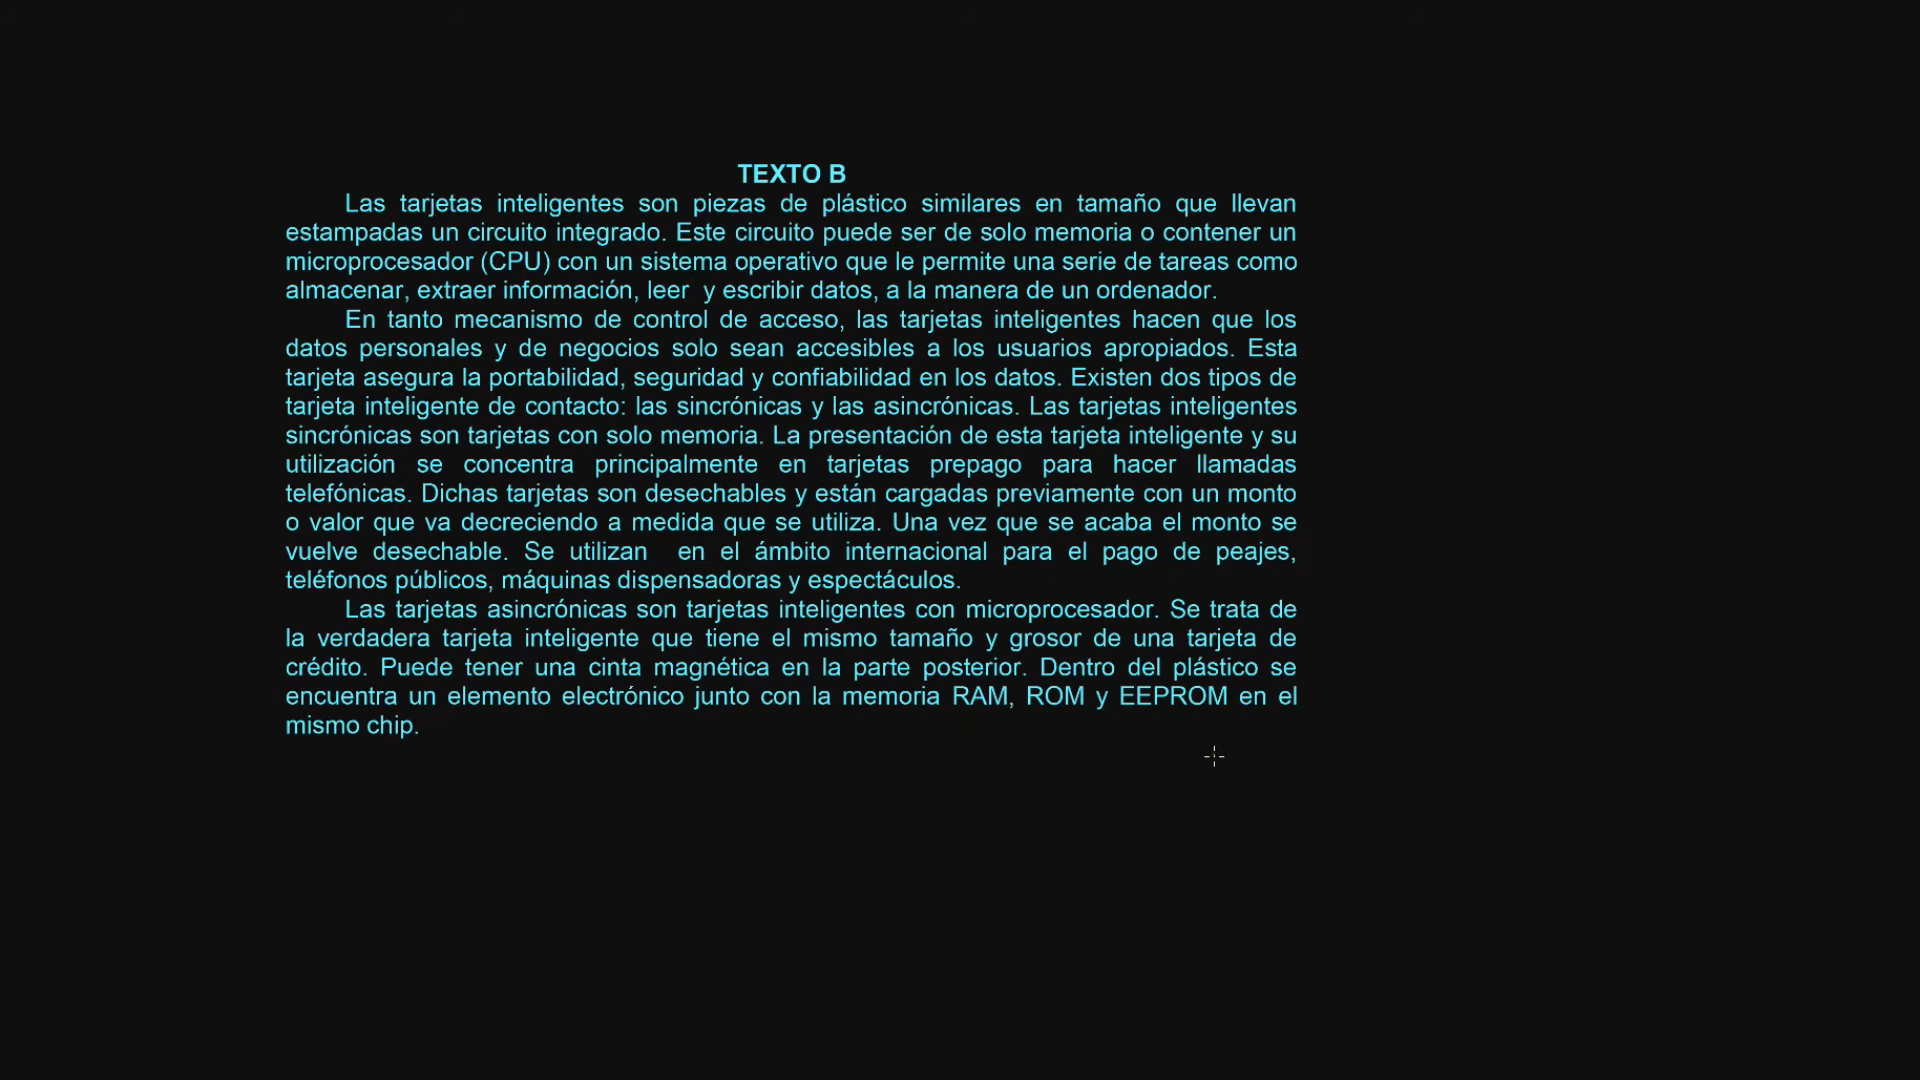 TEXTO B
Las tarjetas inteligentes son piezas de plástico similares en tamaño que llevan
estampadas un circuito integrado. Este circuito puede ser de solo memoria o contener un
microprocesador (CPU) con un sistema operativo que le permite una serie de tareas como
almacenar, extraer información, leer  y escribir datos, a la manera de un ordenador.
En tanto mecanismo de control de acceso, las tarjetas inteligentes hacen que los
datos personales y de negocios solo sean accesibles a los usuarios apropiados. Esta
tarjeta asegura la portabilidad, seguridad y confiabilidad en los datos. Existen dos tipos de
tarjeta inteligente de contacto: las sincrónicas y las asincrónicas. Las tarjetas inteligentes
sincrónicas son tarjetas con solo memoria. La presentación de esta tarjeta inteligente y su
utilización se concentra principalmente en tarjetas prepago para hacer llamadas
telefónicas. Dichas tarjetas son desechables y están cargadas previamente con un monto
o valor que va decreciendo a medida que se utiliza. Una vez que se acaba el monto se
vuelve desechable. Se utilizan  en el ámbito internacional para el pago de peajes,
teléfonos públicos, máquinas dispensadoras y espectáculos.
Las tarjetas asincrónicas son tarjetas inteligentes con microprocesador. Se trata de
la verdadera tarjeta inteligente que tiene el mismo tamaño y grosor de una tarjeta de
crédito. Puede tener una cinta magnética en la parte posterior. Dentro del plástico se
encuentra un elemento electrónico junto con la memoria RAM, ROM y EEPROM en el
mismo chip.